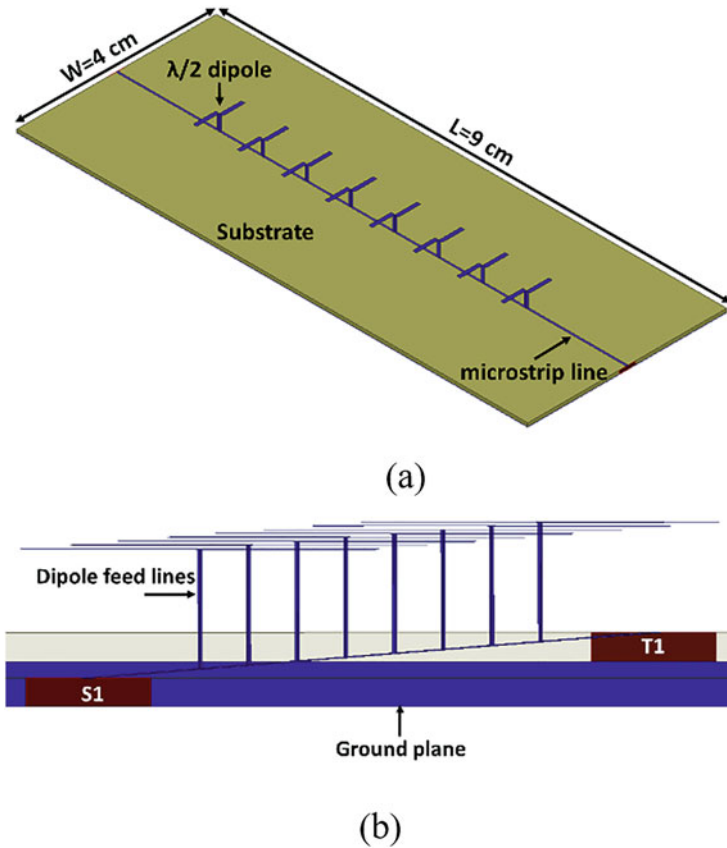 W=4 cm
λ/2 dipole
L=9 cm
Substrate
microstrip line
(a)
Dipole feed lines
T1
S1
Ground plane
(b)